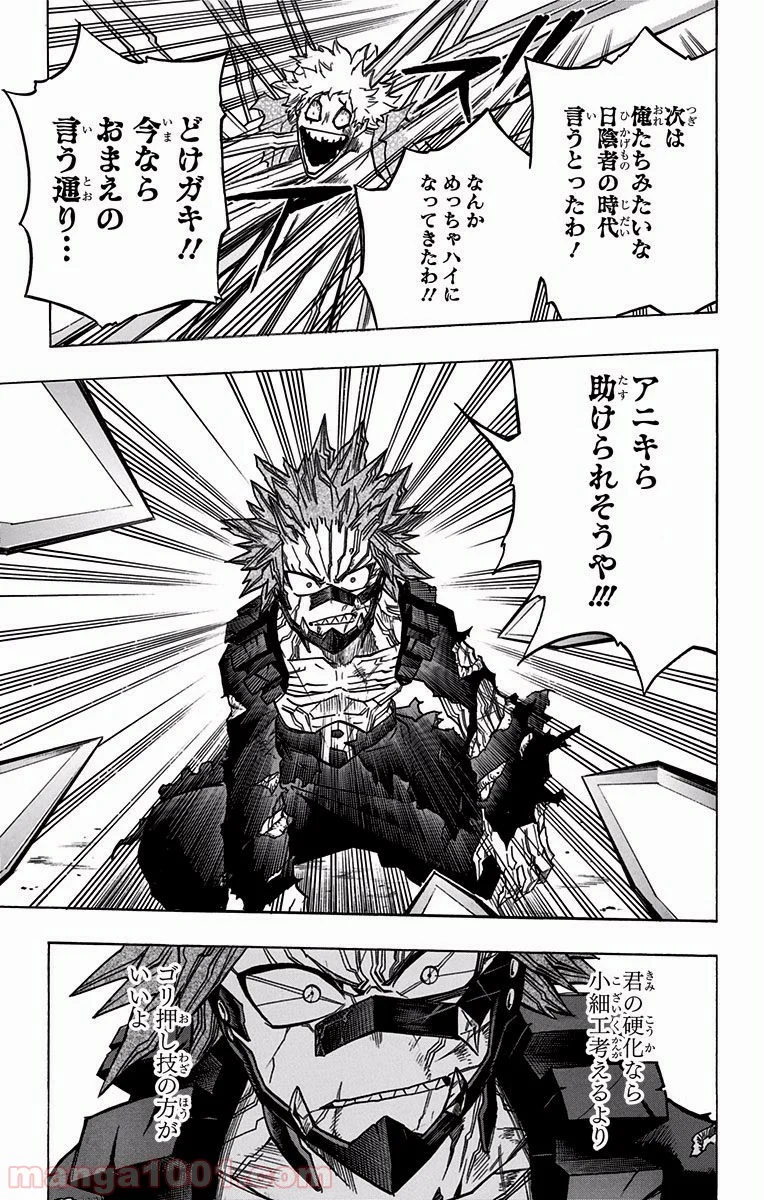 次は
俺たちみたいな
日陰者の時代
言うとったわ!
なんか
めっちゃハイに
なってきたわ!!
どけガキ!!
今なら
おまえの
言う通り…
アニキら
助けられそうや!!!
君の硬化なら
小細工考えるより
ゴリ押し技の方が
いいよ
manga1001.com